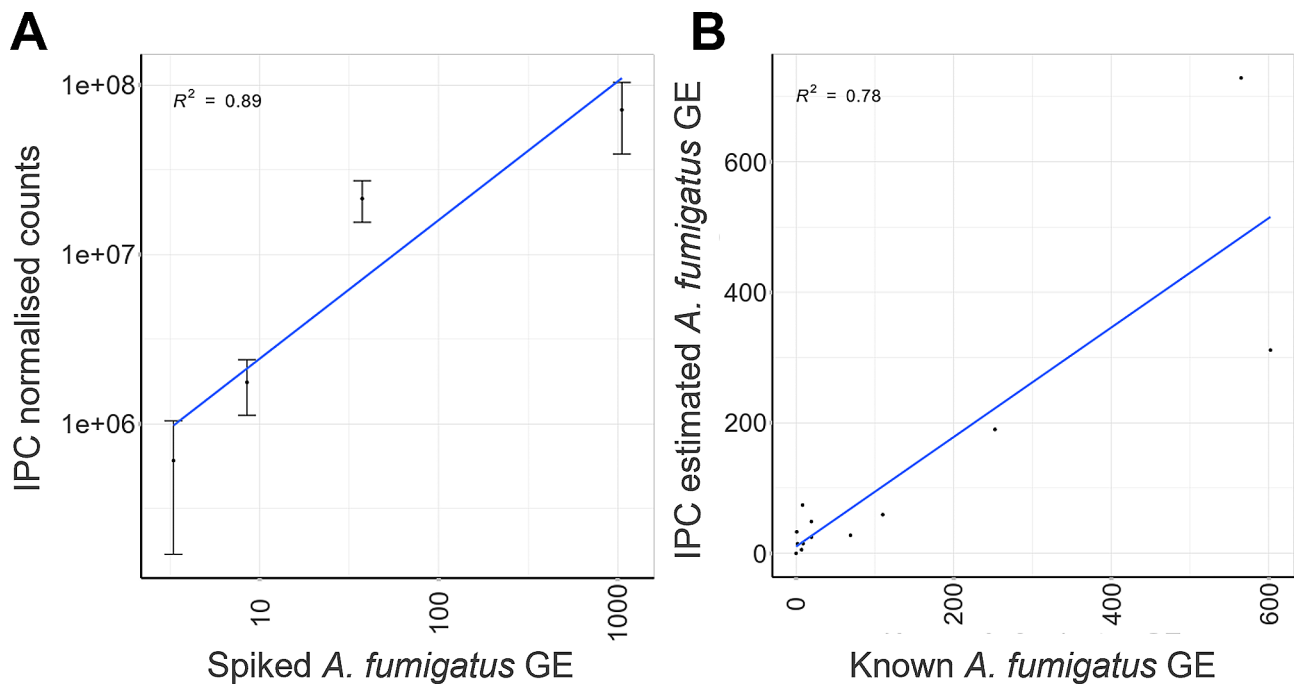 A
IPC normalised counts
1e+08
1e+07
1e+06
R² = 0.89
10
100
1000
Spiked A. fumigatus GE
B
IPC estimated A. fumigatus GE
600
400
200
0
R² = 0.78
0
200
400
600
Known A. fumigatus GE